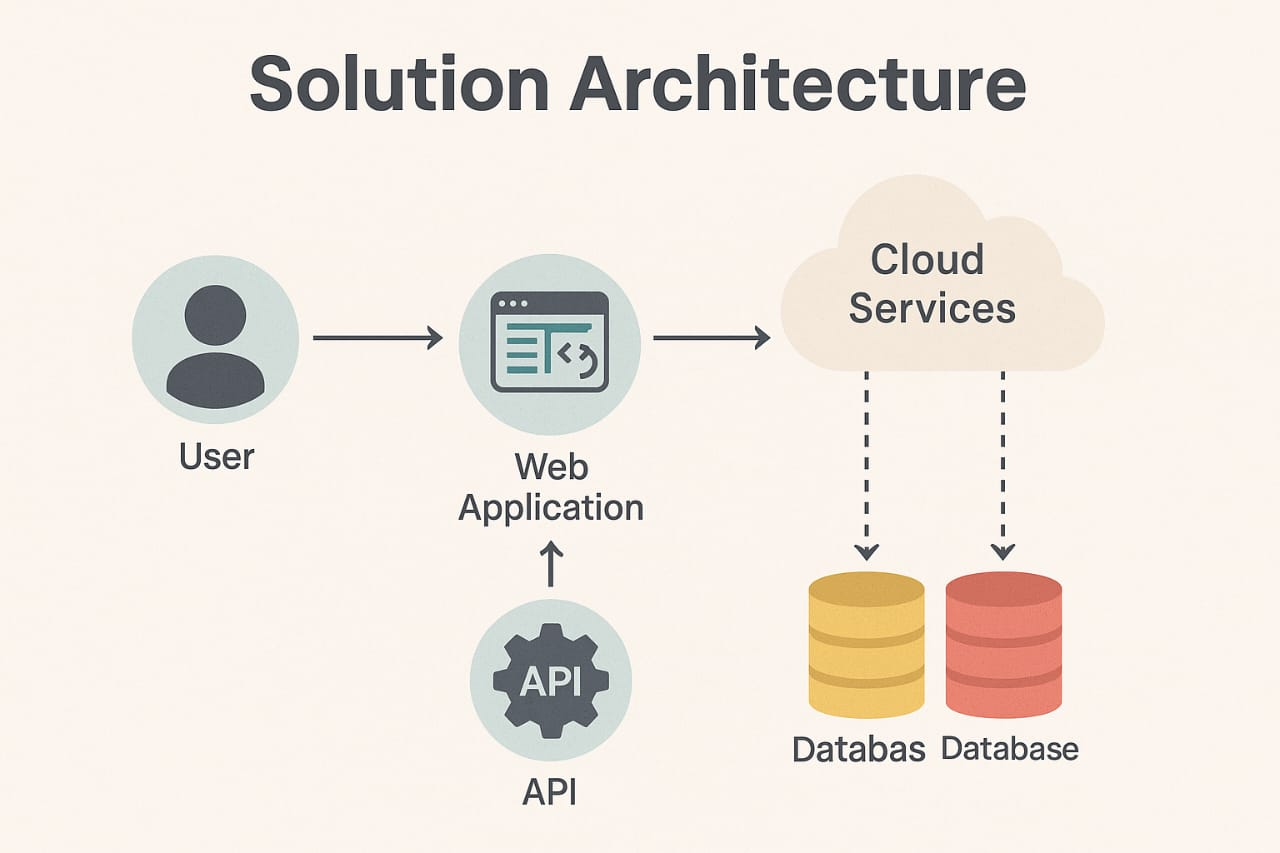 Solution Architecture
Cloud
Services
User
Web
Application
API
API
Databas
Database